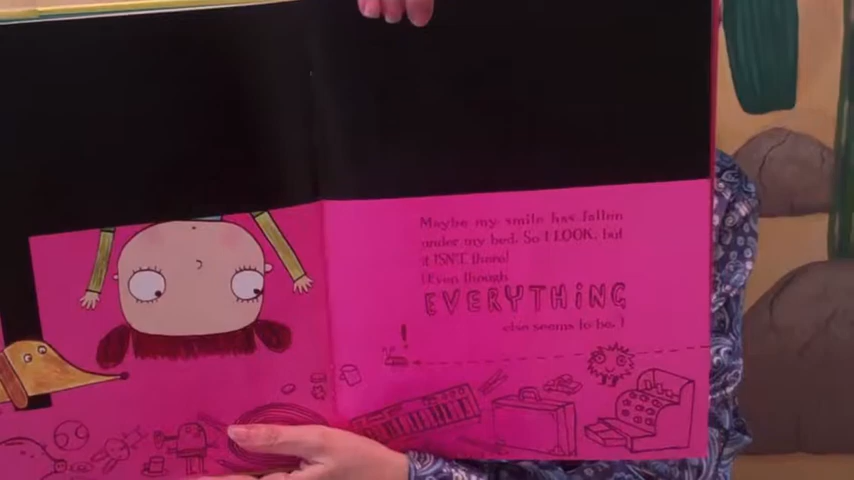 Maybe my smile has fallen
under my bed. So I LOOK, but
it ISN'T there!
(Even though
EVERYTHING
else seems to be.)